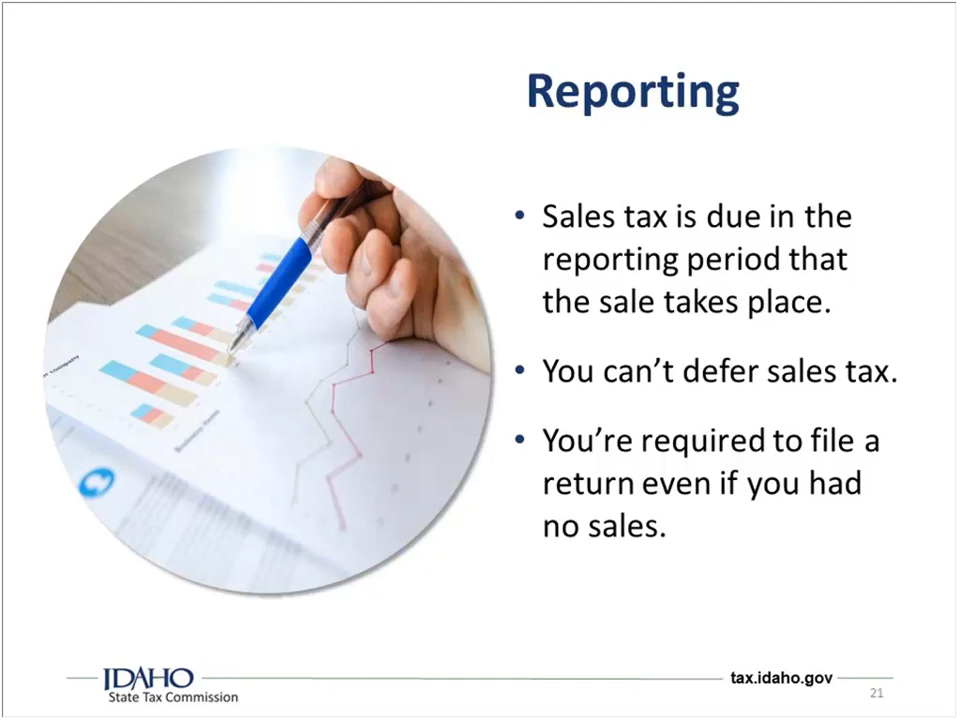 Reporting
• Sales tax is due in the
reporting period that
the sale takes place.
• You can’t defer sales tax.
• You’re required to file a
return even if you had
no sales.
IDAHO
State Tax Commission
tax.idaho.gov
21